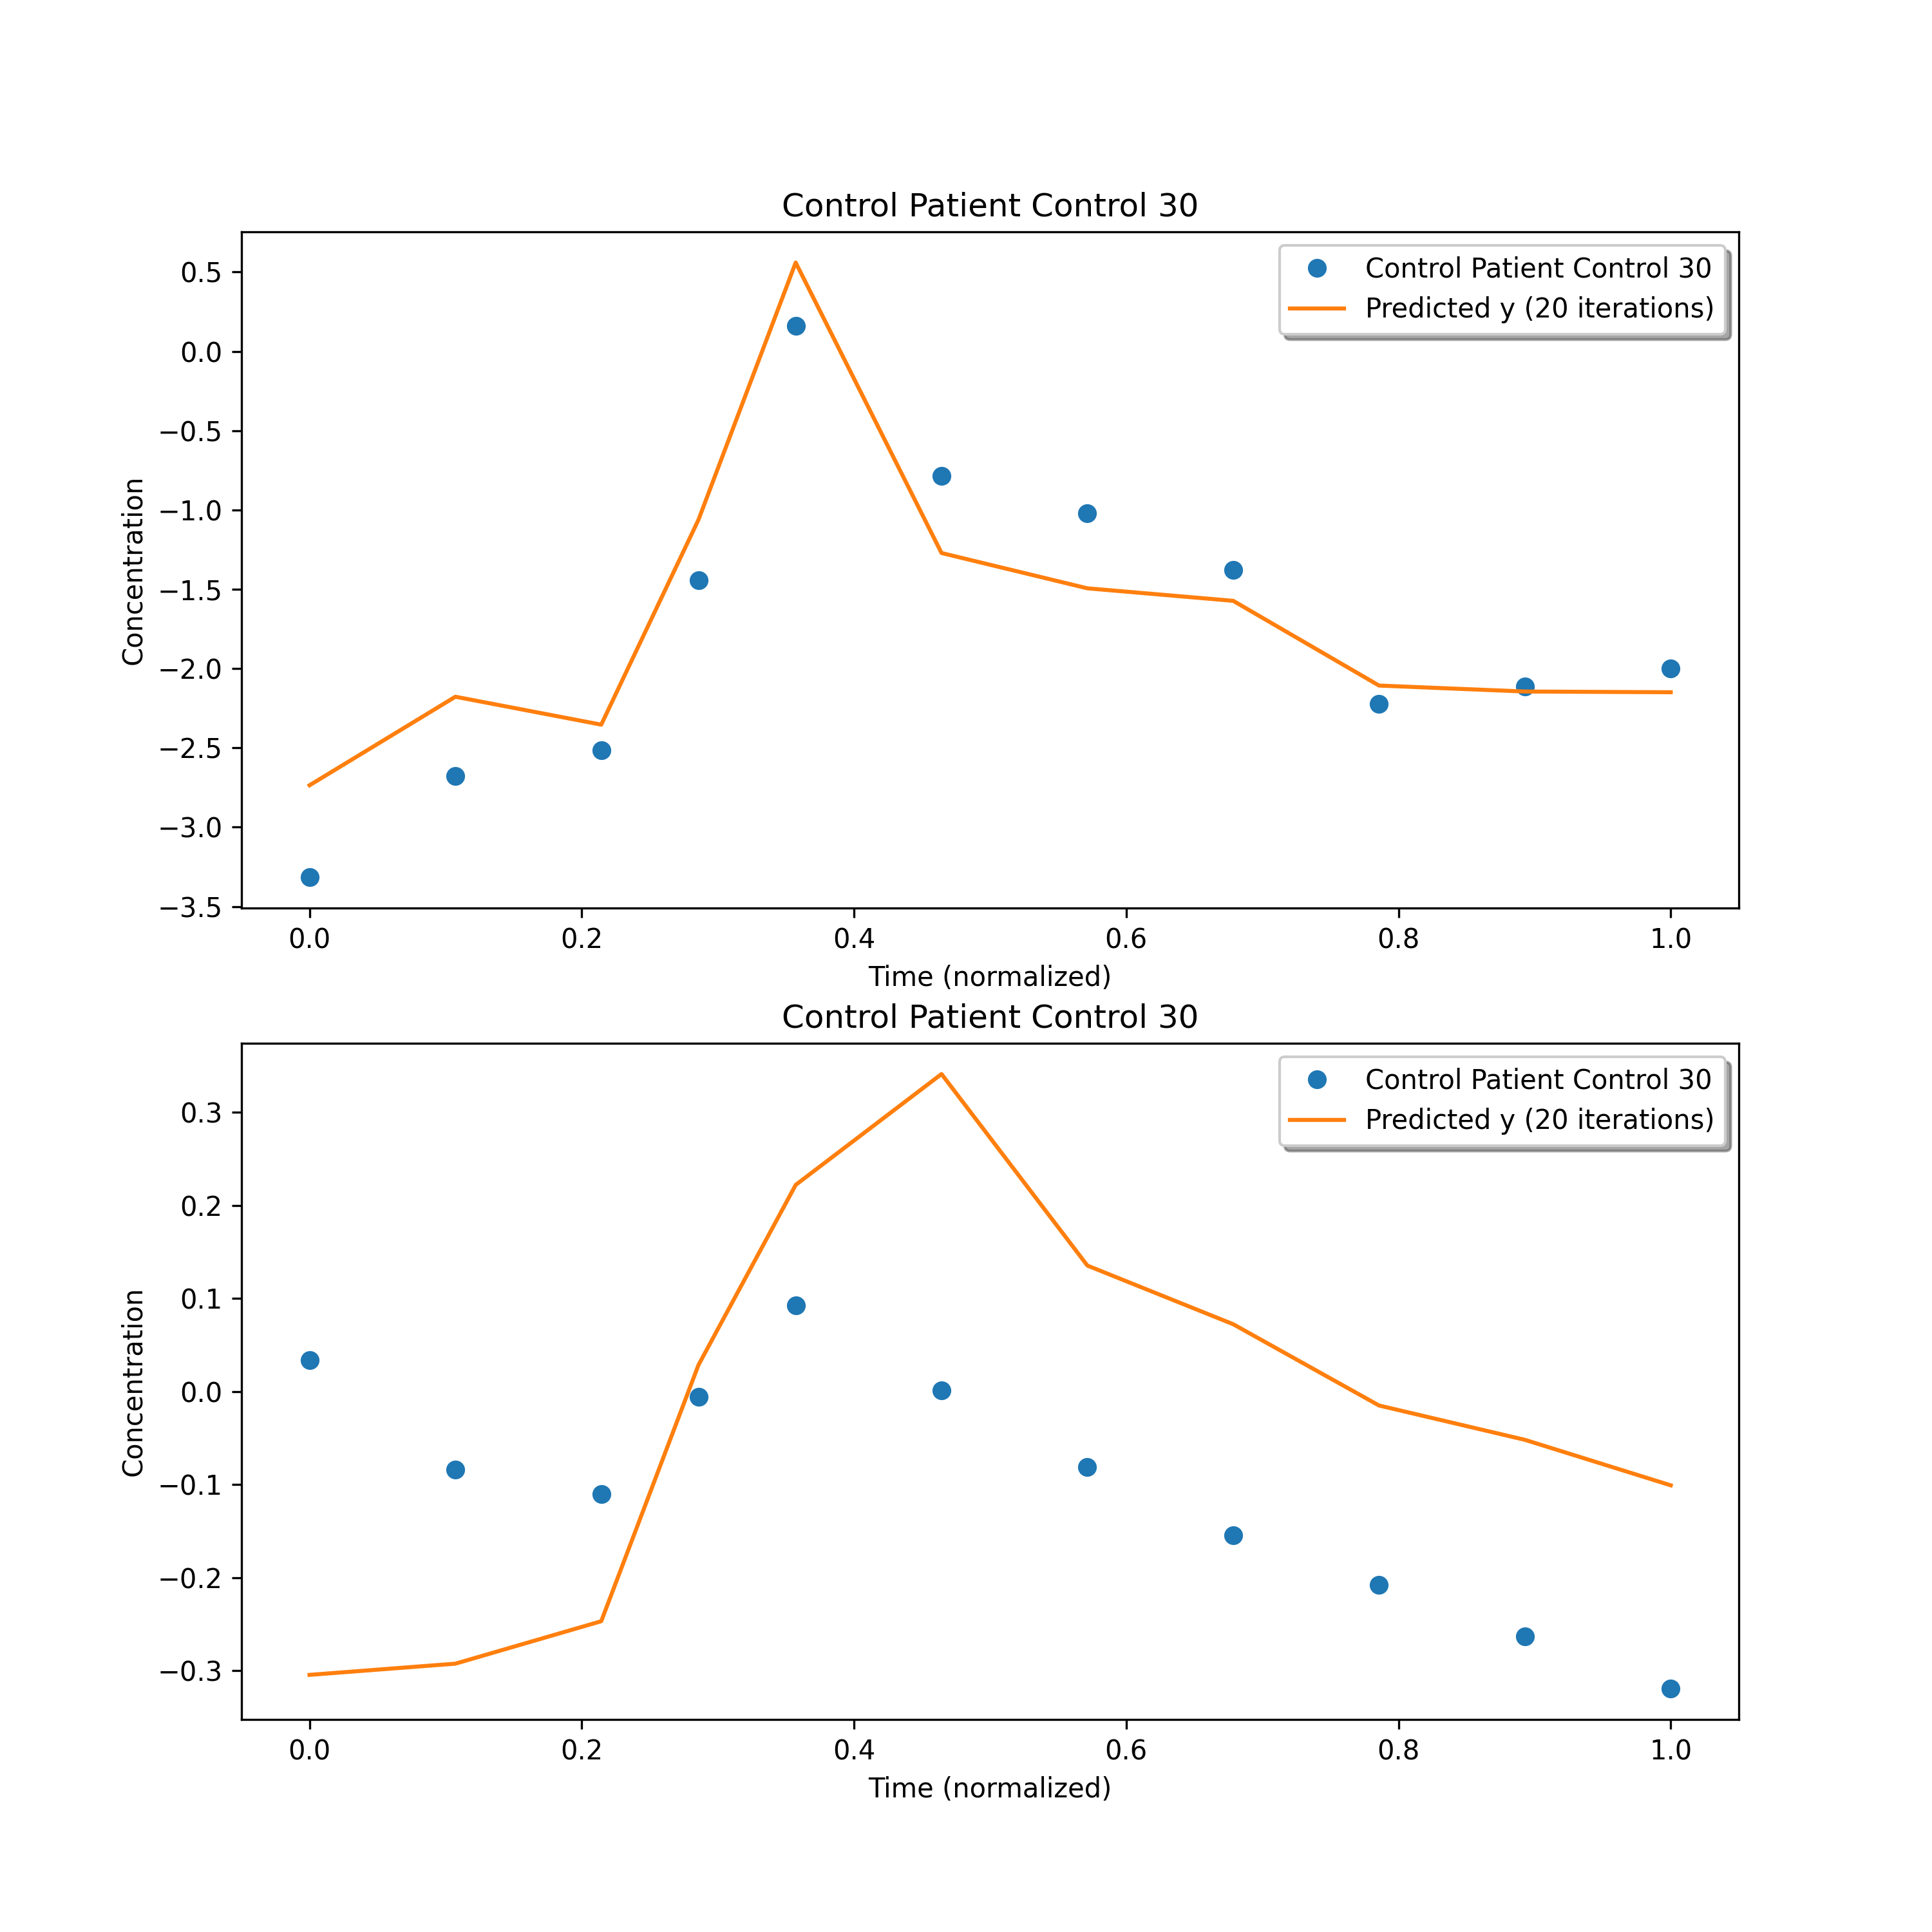 Control Patient Control 30
Control Patient Control 30
Predicted y (20 iterations)
0.5
0.0
−0.5
−1.0
−1.5
−2.0
−2.5
−3.0
−3.5
Concentration
0.0 0.2 0.4 0.6 0.8 1.0
Time (normalized)
Control Patient Control 30
Control Patient Control 30
Predicted y (20 iterations)
0.3
0.2
0.1
0.0
−0.1
−0.2
−0.3
Concentration
0.0 0.2 0.4 0.6 0.8 1.0
Time (normalized)